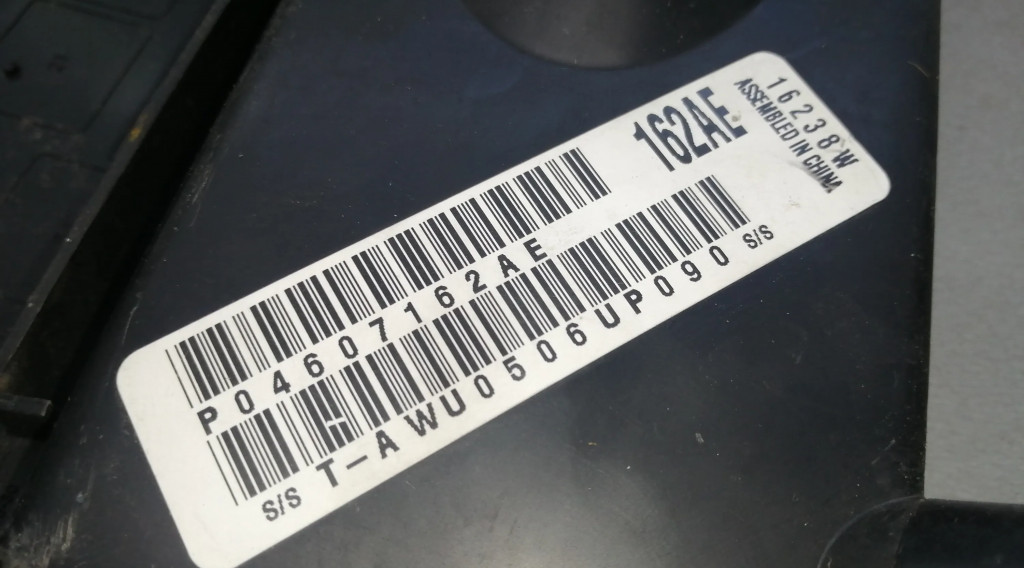 16238W
ASSEMBLED IN CHINA
162AE
P04607162AE
S/S T-AWU0506UP090 S/S